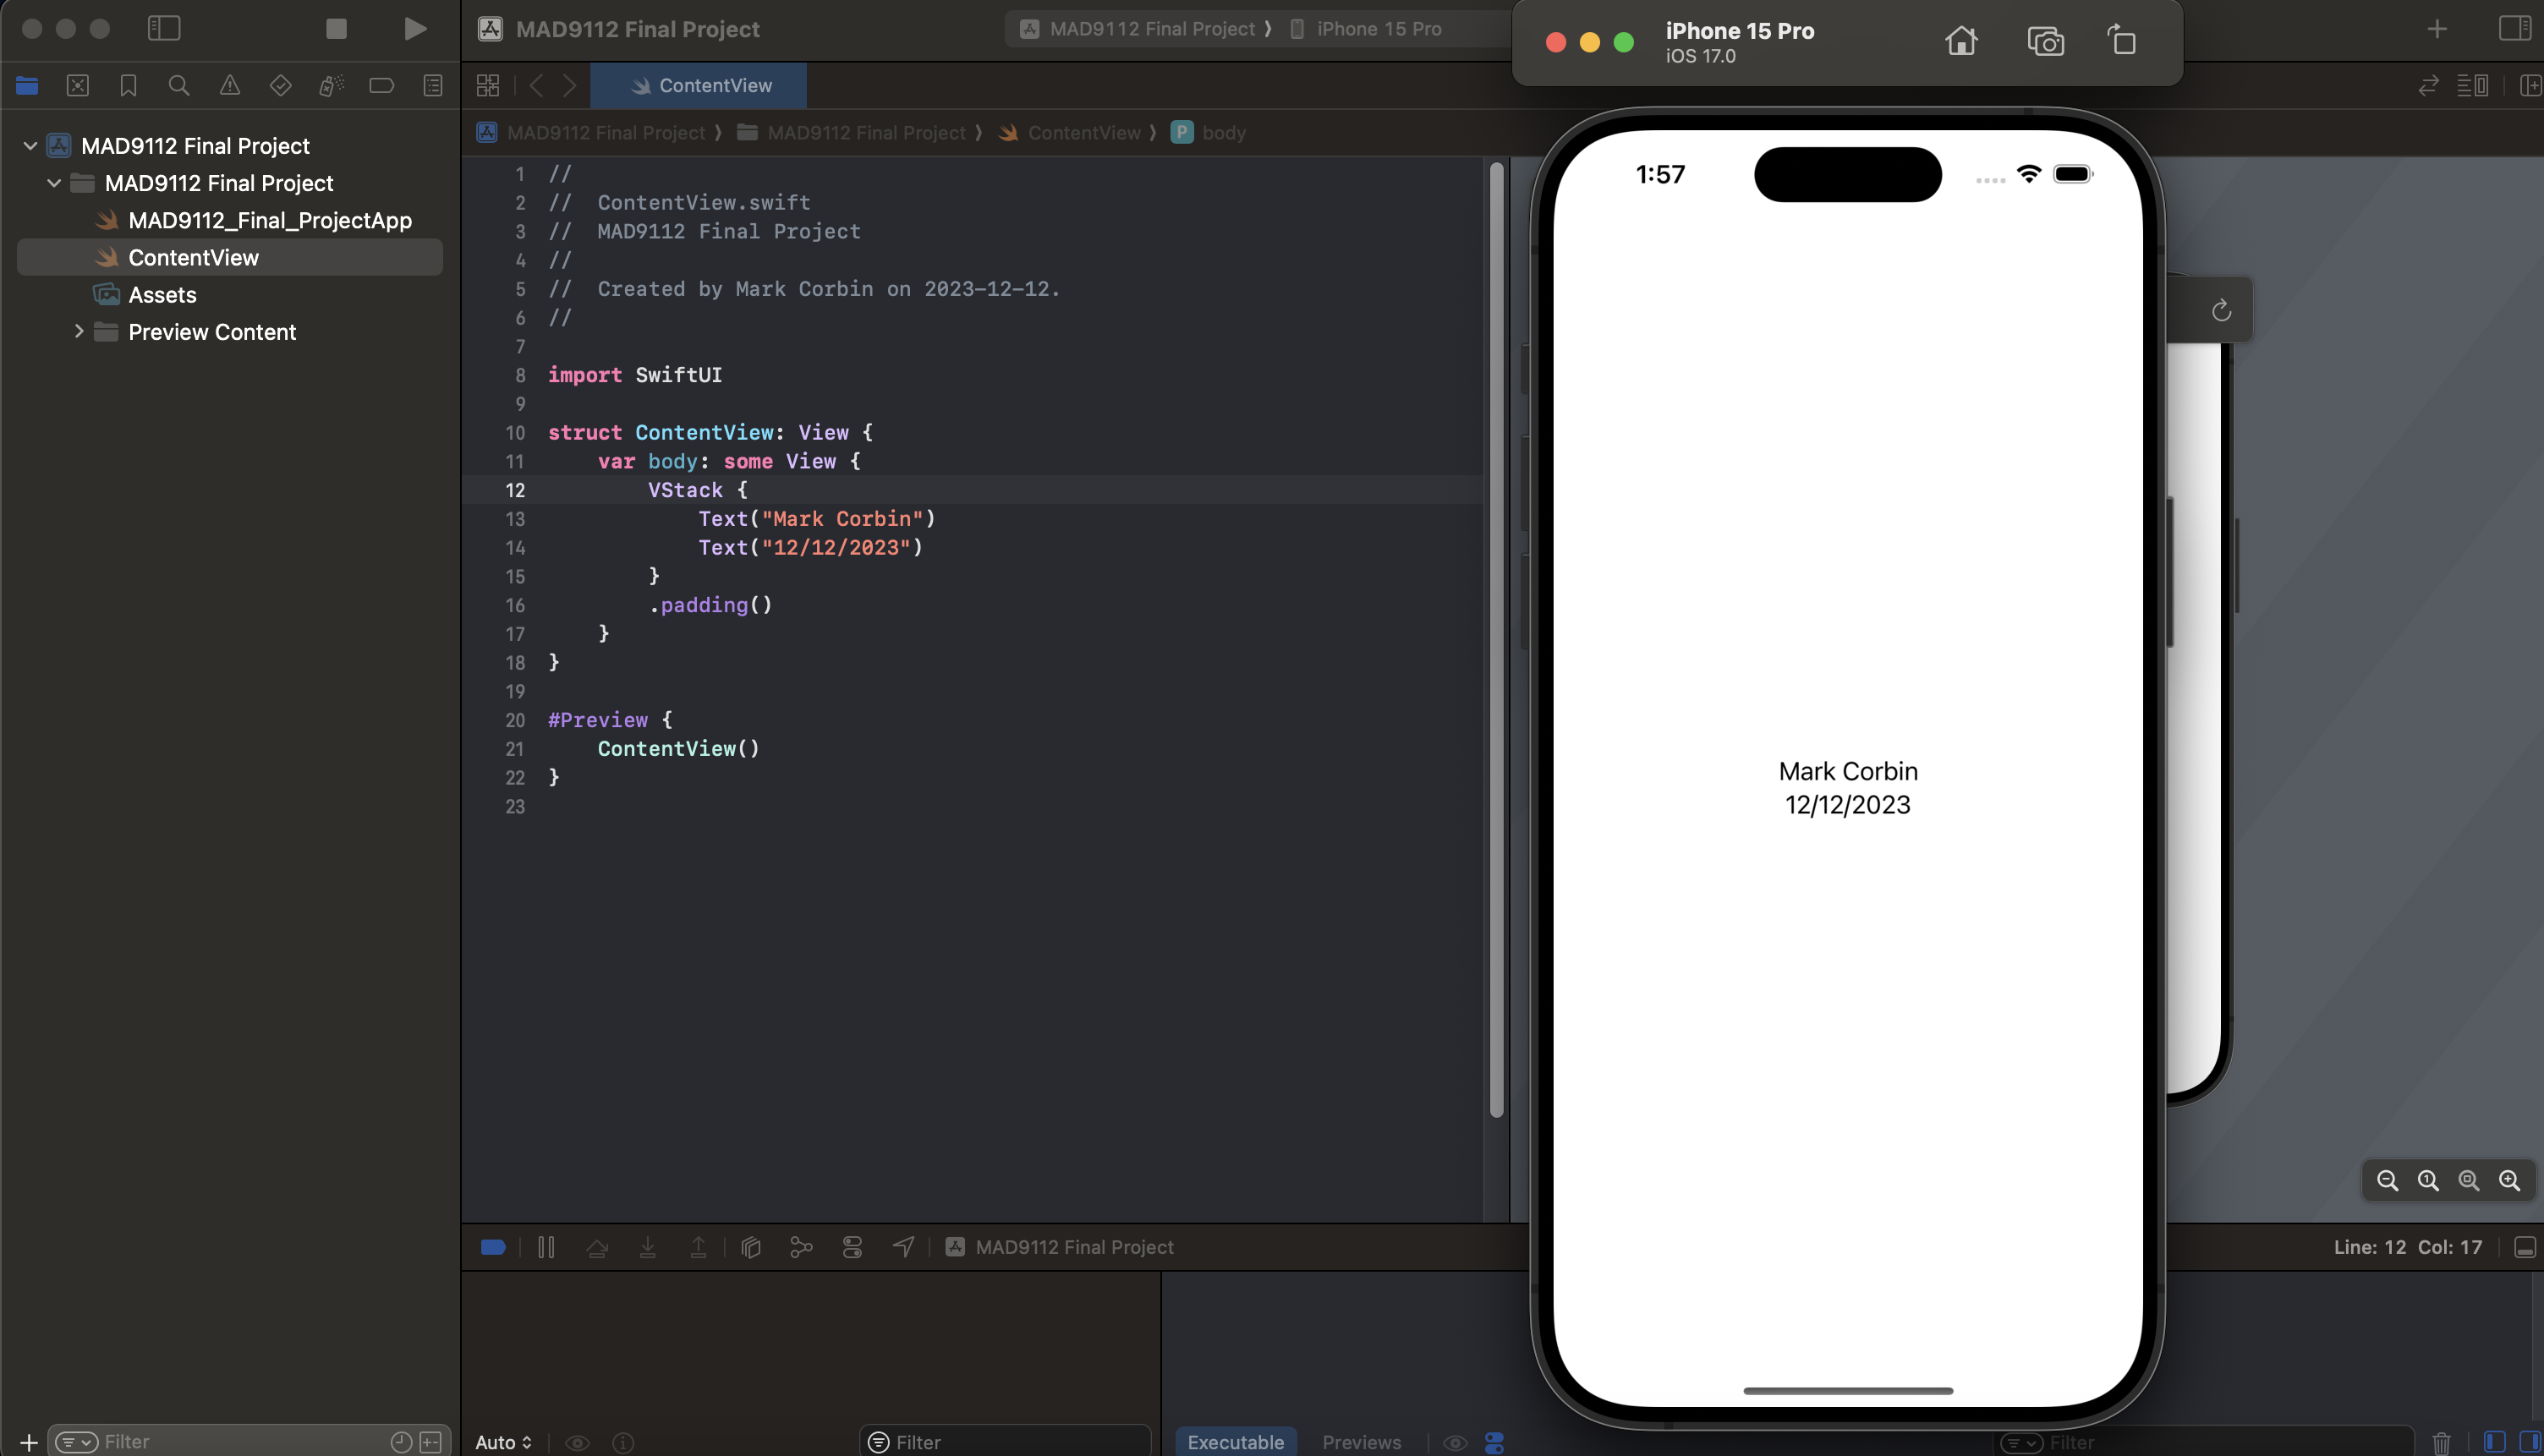 MAD9112 Final Project
MAD9112 Final Project ⟩ iPhone 15 Pro
iPhone 15 Pro
iOS 17.0
ContentView
MAD9112 Final Project ⟩ MAD9112 Final Project ⟩ ContentView ⟩ P body
MAD9112 Final Project
MAD9112 Final Project
MAD9112_Final_ProjectApp
ContentView
Assets
Preview Content
1 //
2 //  ContentView.swift
3 //  MAD9112 Final Project
4 //
5 //  Created by Mark Corbin on 2023-12-12.
6 //
7
8 import SwiftUI
9
10 struct ContentView: View {
11     var body: some View {
12         VStack {
13             Text("Mark Corbin")
14             Text("12/12/2023")
15         }
16         .padding()
17     }
18 }
19
20 #Preview {
21     ContentView()
22 }
23
1:57
Mark Corbin
12/12/2023
MAD9112 Final Project
Line: 12 Col: 17
Filter
Auto
Filter
Executable
Previews
Filter